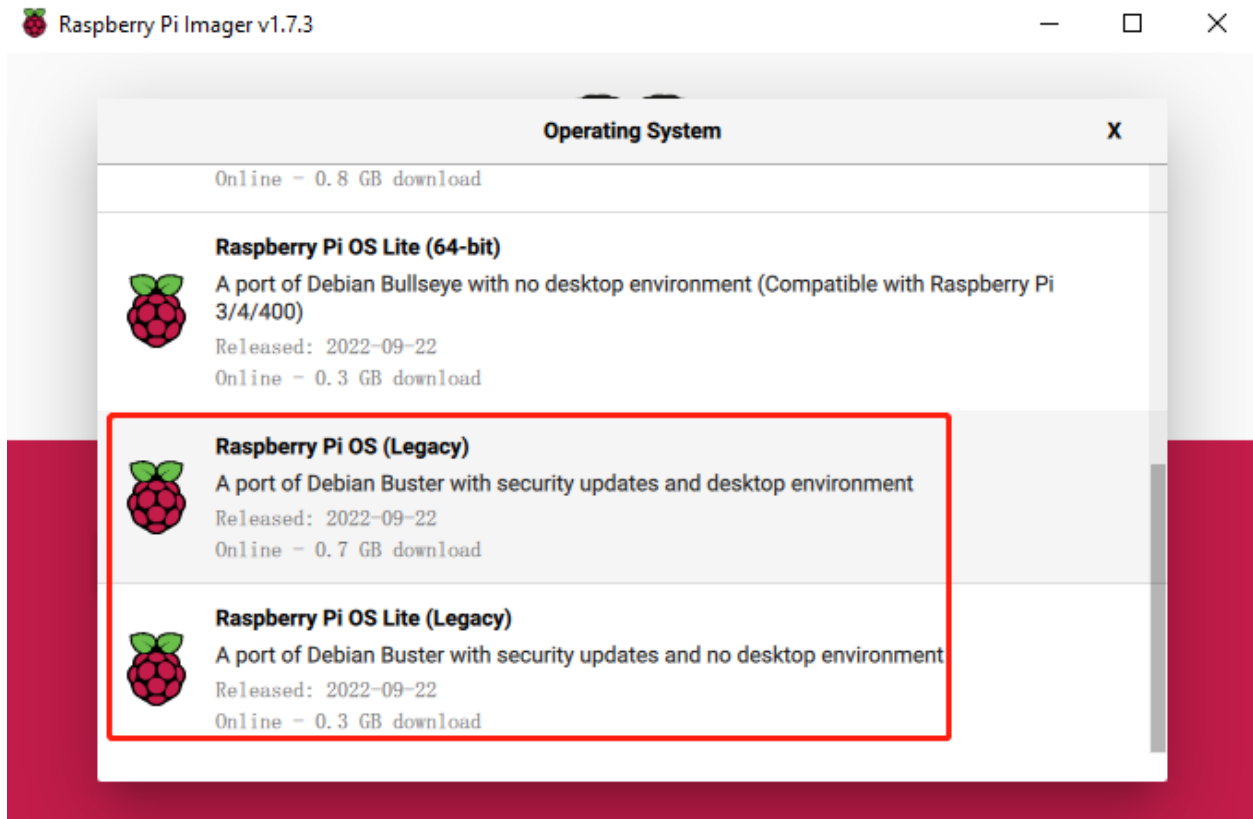 Raspberry Pi Imager v1.7.3
Operating System
X
Online - 0.8 GB download
Raspberry Pi OS Lite (64-bit)
A port of Debian Bullseye with no desktop environment (Compatible with Raspberry Pi
3/4/400)
Released: 2022-09-22
Online - 0.3 GB download
Raspberry Pi OS (Legacy)
A port of Debian Buster with security updates and desktop environment
Released: 2022-09-22
Online - 0.7 GB download
Raspberry Pi OS Lite (Legacy)
A port of Debian Buster with security updates and no desktop environment
Released: 2022-09-22
Online - 0.3 GB download